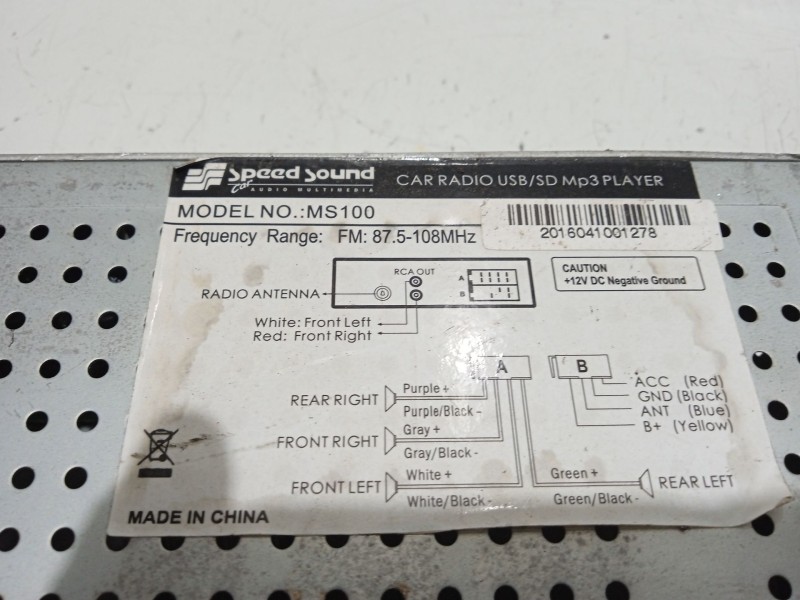 Speed Sound
Car AUDIO MULTIMEDIA
CAR RADIO USB/SD Mp3 PLAYER
MODEL NO.:MS100
Frequency Range: FM: 87.5-108MHz
2016041001278
RCA OUT
A
B
RADIO ANTENNA
CAUTION
+12V DC Negative Ground
White: Front Left
Red: Front Right
A
B
REAR RIGHT
Purple +
Purple/Black -
FRONT RIGHT
Gray +
Gray/Black -
FRONT LEFT
White +
White/Black -
Green +
Green/Black -
REAR LEFT
ACC (Red)
GND (Black)
ANT (Blue)
B+ (Yellow)
MADE IN CHINA